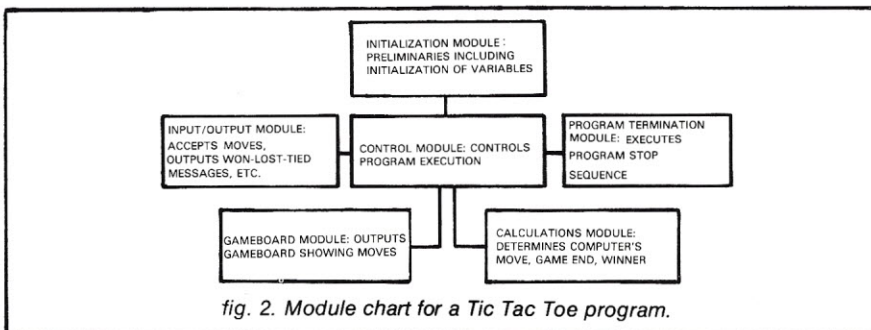 INITIALIZATION MODULE:
PRELIMINARIES INCLUDING
INITIALIZATION OF VARIABLES
INPUT/OUTPUT MODULE:
ACCEPTS MOVES,
OUTPUTS WON-LOST-TIED
MESSAGES, ETC.
CONTROL MODULE: CONTROLS
PROGRAM EXECUTION
PROGRAM TERMINATION
MODULE: EXECUTES
PROGRAM STOP
SEQUENCE
GAMEBOARD MODULE: OUTPUTS
GAMEBOARD SHOWING MOVES
CALCULATIONS MODULE:
DETERMINES COMPUTER'S
MOVE, GAME END, WINNER
fig. 2. Module chart for a Tic Tac Toe program.